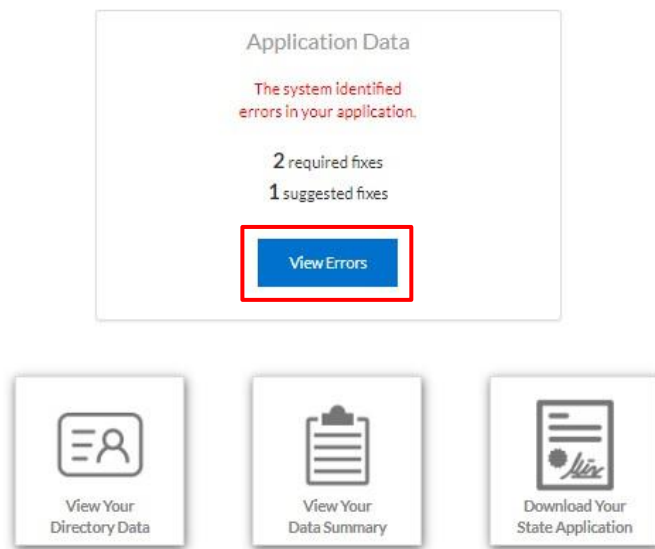 Application Data
The system identified
errors in your application.
2 required fixes
1 suggested fixes
View Errors
View Your
Directory Data
View Your
Data Summary
Download Your
State Application